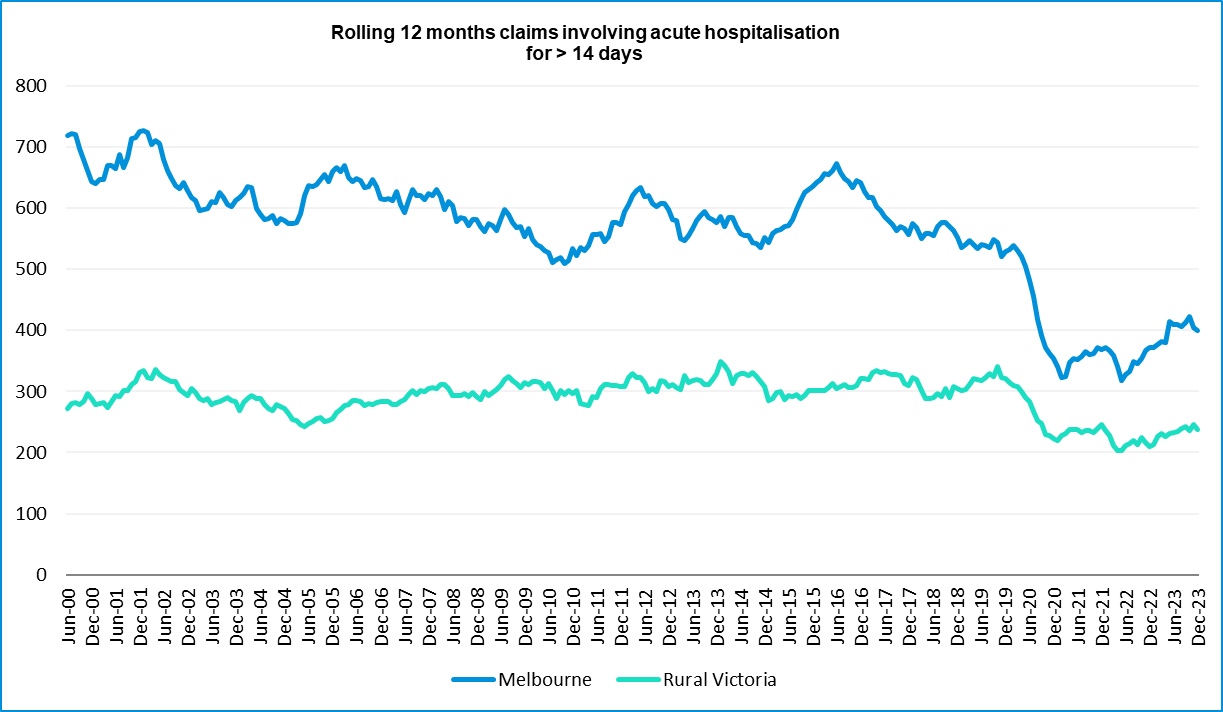 Rolling 12 months claims involving acute hospitalisation
for > 14 days
800
700
600
500
400
300
200
100
0
Jun-00
Dec-00
Jun-01
Dec-01
Jun-02
Dec-02
Jun-03
Dec-03
Jun-04
Dec-04
Jun-05
Dec-05
Jun-06
Dec-06
Jun-07
Dec-07
Jun-08
Dec-08
Jun-09
Dec-09
Jun-10
Dec-10
Jun-11
Dec-11
Jun-12
Dec-12
Jun-13
Dec-13
Jun-14
Dec-14
Jun-15
Dec-15
Jun-16
Dec-16
Jun-17
Dec-17
Jun-18
Dec-18
Jun-19
Dec-19
Jun-20
Dec-20
Jun-21
Dec-21
Jun-22
Dec-22
Jun-23
Dec-23
Melbourne
Rural Victoria